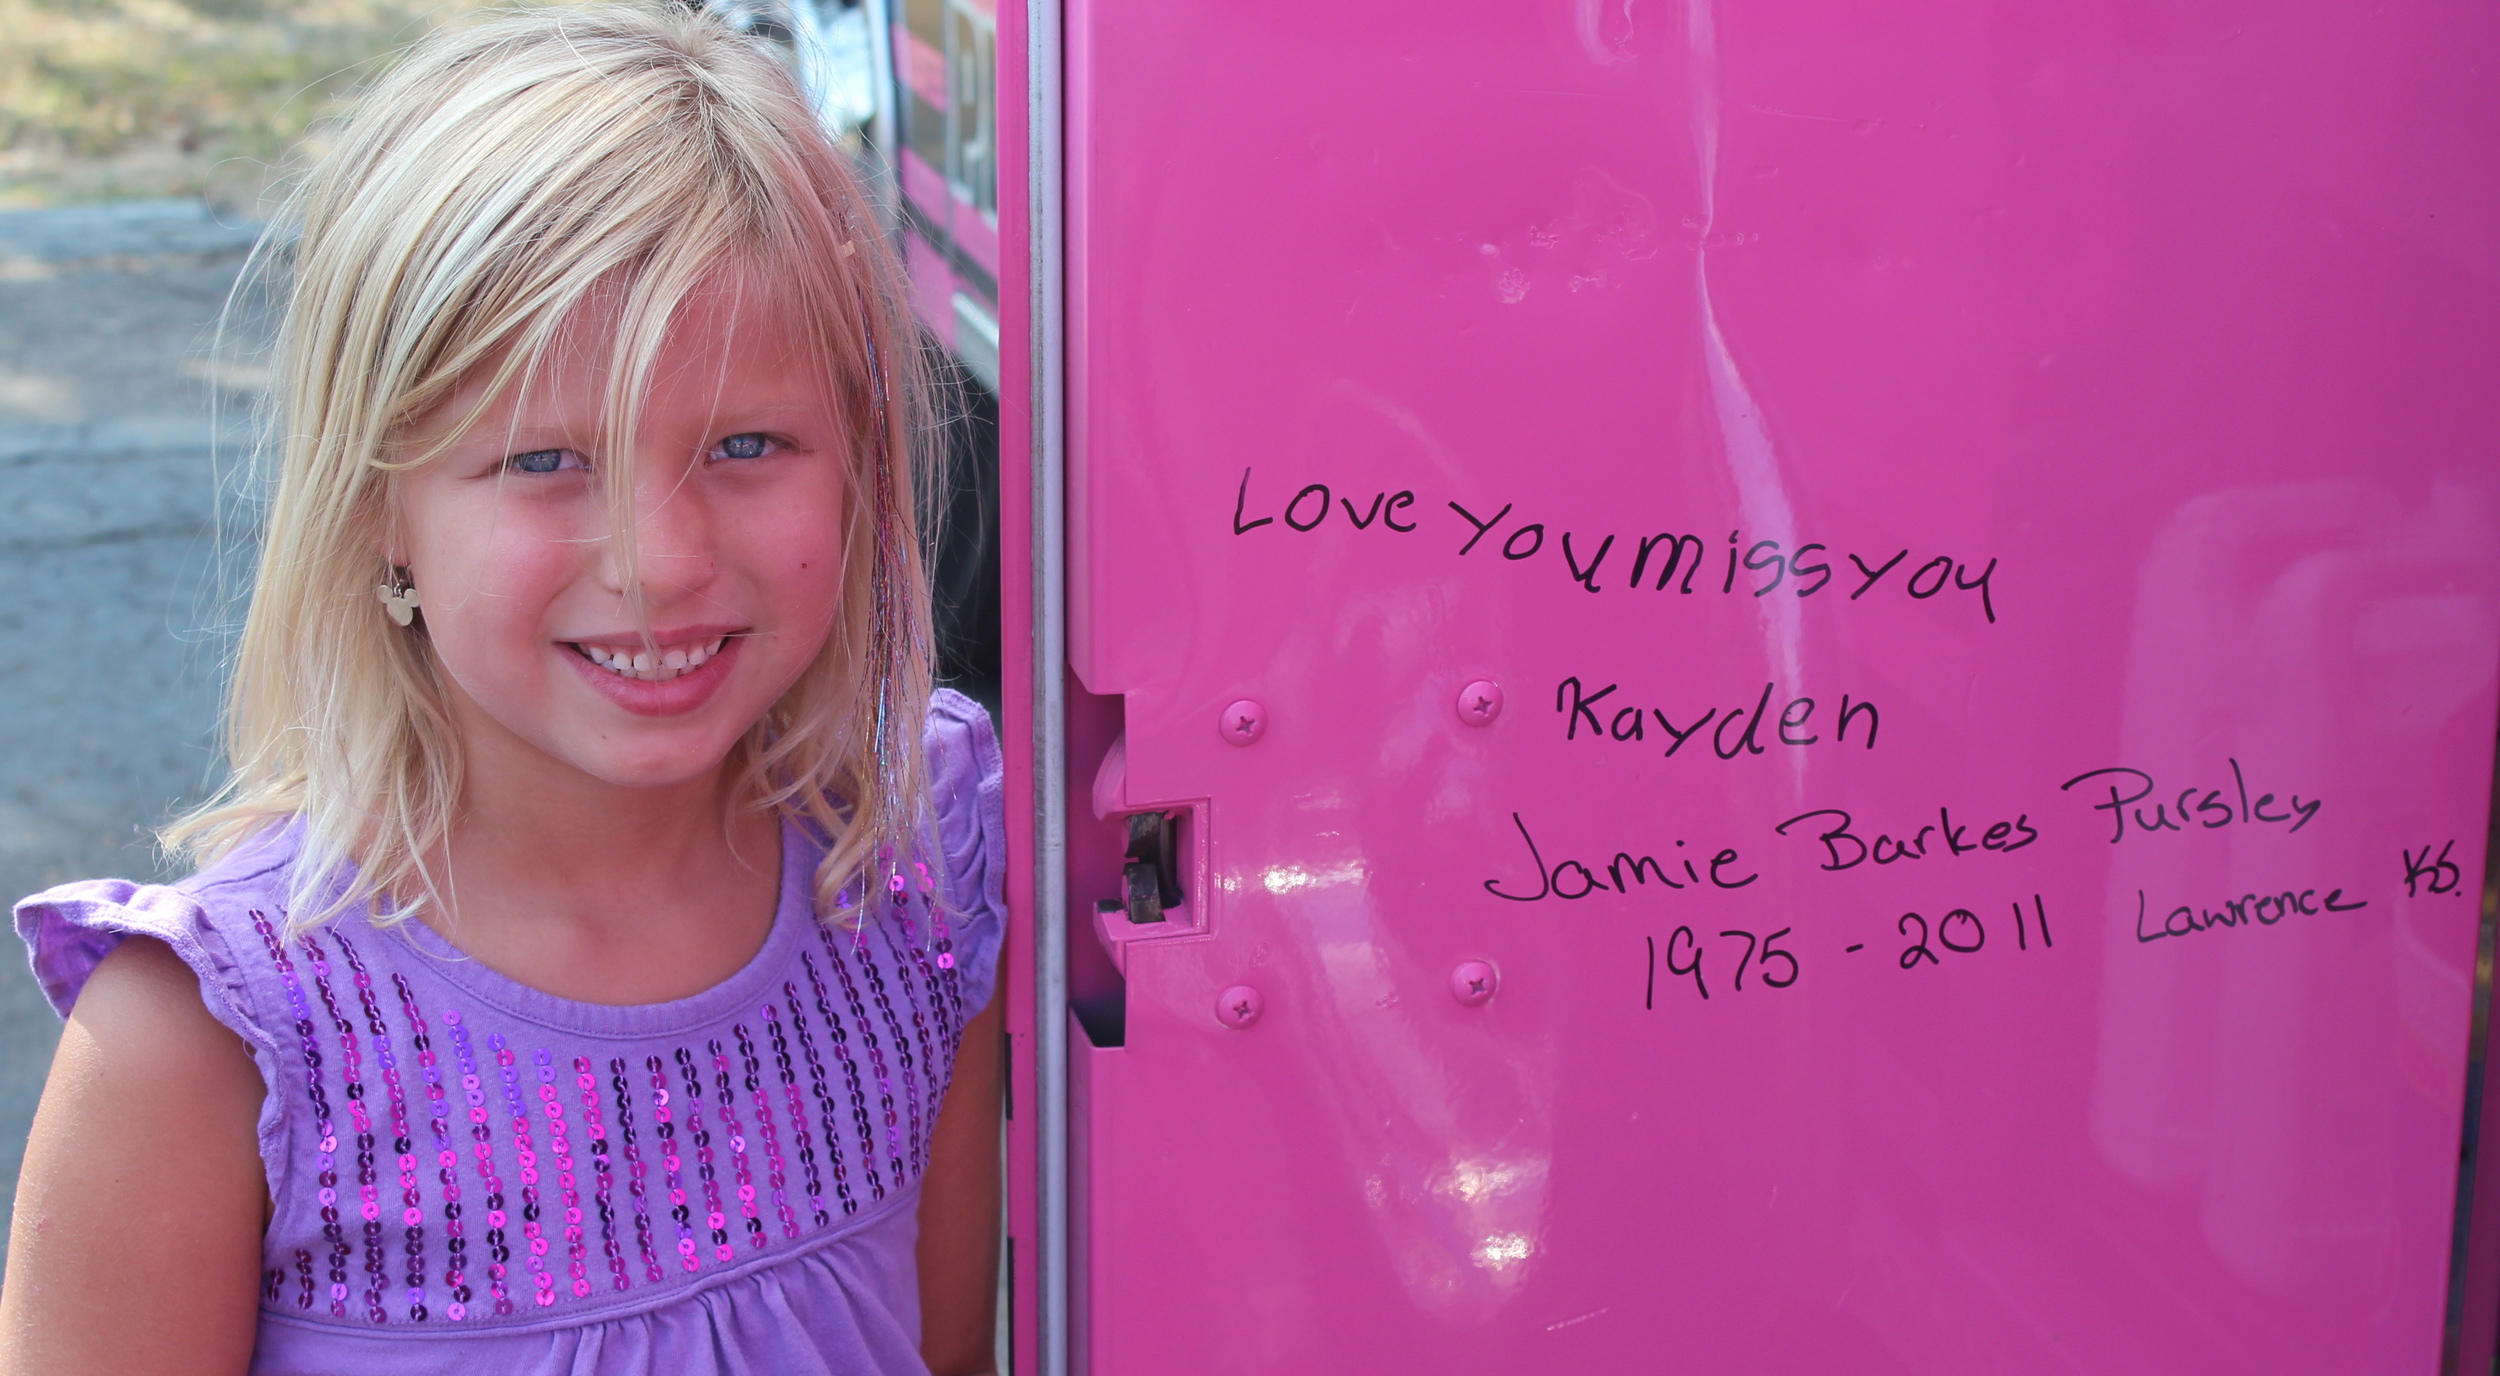 Love you miss you
Kayden
Jamie Barkes Pursley
1975 - 2011 Lawrence KS.